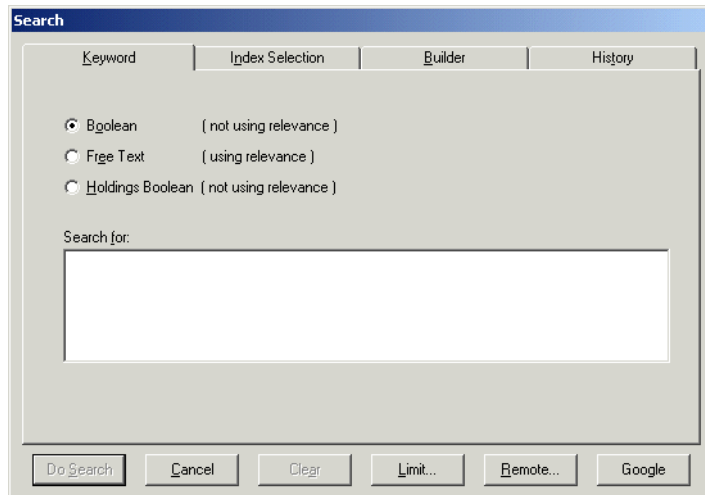 Search
Keyword Index Selection Builder History
Boolean ( not using relevance )
Free Text ( using relevance )
Holdings Boolean ( not using relevance )
Search for:
Do Search Cancel Clear Limit... Remote... Google